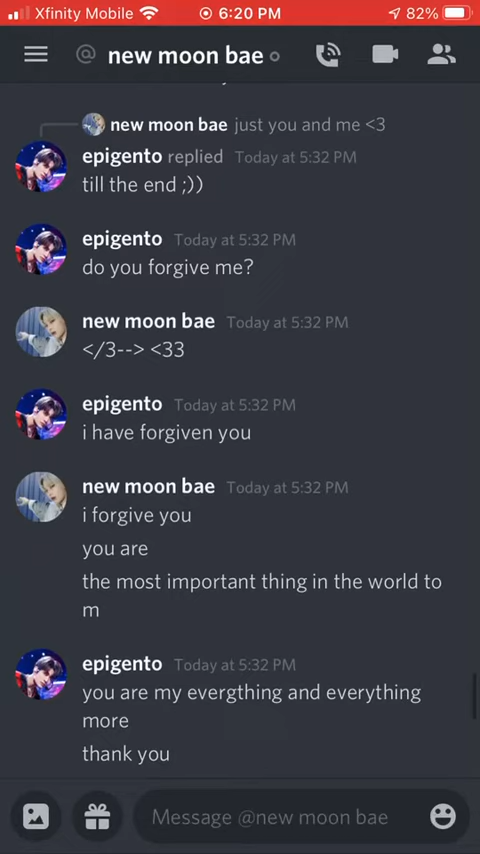 Xfinity Mobile 6:20 PM 82%
@ new moon bae
new moon bae just you and me <3
epigento replied Today at 5:32 PM
till the end ;))
epigento Today at 5:32 PM
do you forgive me?
new moon bae Today at 5:32 PM
</3--> <33
epigento Today at 5:32 PM
i have forgiven you
new moon bae Today at 5:32 PM
i forgive you
you are
the most important thing in the world to
m
epigento Today at 5:32 PM
you are my evergthing and everything
more
thank you
Message @new moon bae